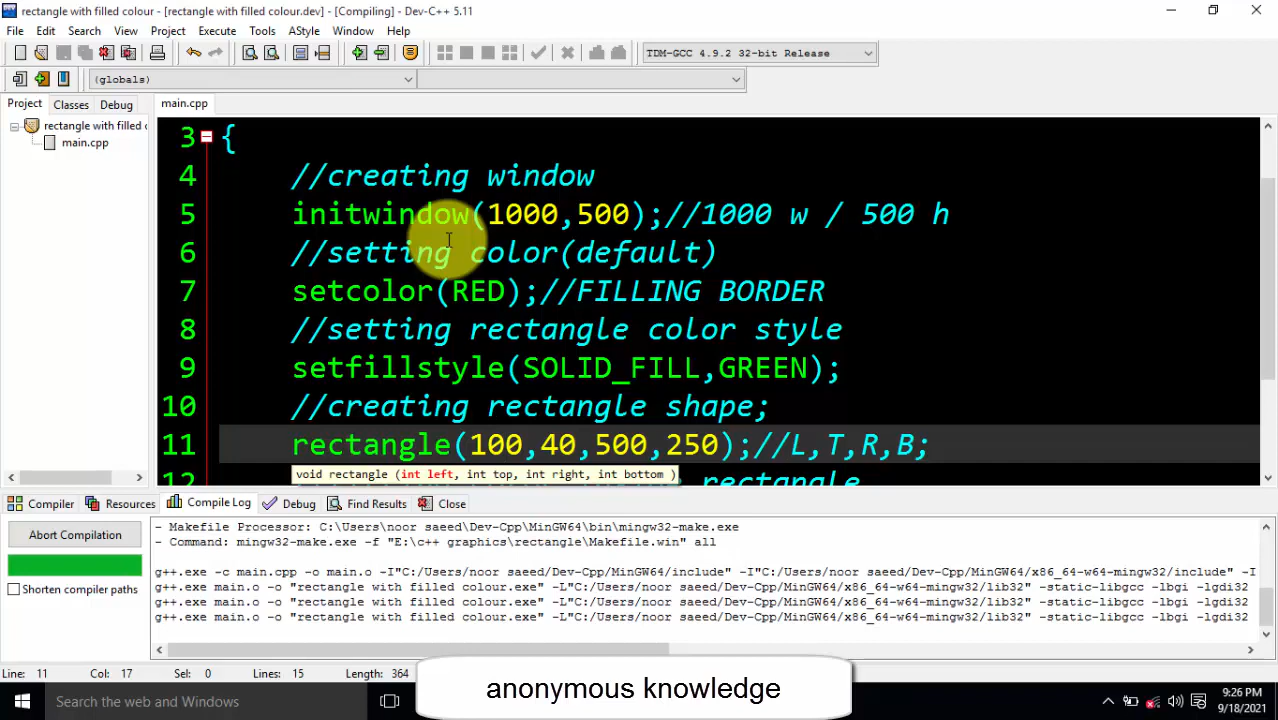 rectangle with filled colour - [rectangle with filled colour.dev] - [Compiling] - Dev-C++ 5.11
File Edit Search View Project Execute Tools AStyle Window Help
TDM-GCC 4.9.2 32-bit Release
(globals)
Project Classes Debug main.cpp
rectangle with filled c
main.cpp
3 {
4 //creating window
5 initwindow(1000,500);//1000 w / 500 h
6 //setting color(default)
7 setcolor(RED);//FILLING BORDER
8 //setting rectangle color style
9 setfillstyle(SOLID_FILL,GREEN);
10 //creating rectangle shape;
11 rectangle(100,40,500,250);//L,T,R,B;
void rectangle (int left, int top, int right, int bottom )
12 rectangle
Compiler Resources Compile Log Debug Find Results Close
Abort Compilation
Shorten compiler paths
- Makefile Processor: C:\Users\noor saeed\Dev-Cpp\MinGW64\bin\mingw32-make.exe
- Command: mingw32-make.exe -f "E:\c++ graphics\rectangle\Makefile.win" all
g++.exe -c main.cpp -o main.o -I"C:/Users/noor saeed/Dev-Cpp/MinGW64/include" -I"C:/Users/noor saeed/Dev-Cpp/MinGW64/x86_64-w64-mingw32/include" -I
g++.exe main.o -o "rectangle with filled colour.exe" -L"C:/Users/noor saeed/Dev-Cpp/MinGW64/x86_64-w64-mingw32/lib32" -static-libgcc -lbgi -lgdi32
g++.exe main.o -o "rectangle with filled colour.exe" -L"C:/Users/noor saeed/Dev-Cpp/MinGW64/x86_64-w64-mingw32/lib32" -static-libgcc -lbgi -lgdi32
g++.exe main.o -o "rectangle with filled colour.exe" -L"C:/Users/noor saeed/Dev-Cpp/MinGW64/x86_64-w64-mingw32/lib32" -static-libgcc -lbgi -lgdi32
Line: 11 Col: 17 Sel: 0 Lines: 15 Length: 364
anonymous knowledge
Search the web and Windows
9:26 PM
9/18/2021